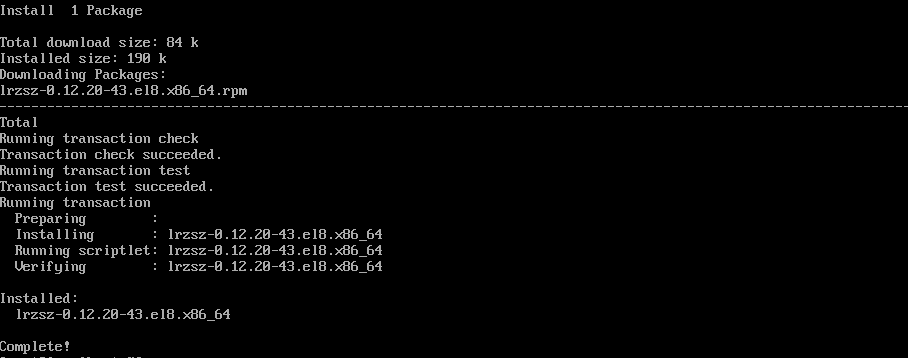 Install  1 Package
Total download size: 84 k
Installed size: 190 k
Downloading Packages:
lrzsz-0.12.20-43.el8.x86_64.rpm
--------------------------------------------------------------------------------------------------------------------
Total
Running transaction check
Transaction check succeeded.
Running transaction test
Transaction test succeeded.
Running transaction
  Preparing        :
  Installing       : lrzsz-0.12.20-43.el8.x86_64
  Running scriptlet: lrzsz-0.12.20-43.el8.x86_64
  Verifying        : lrzsz-0.12.20-43.el8.x86_64
Installed:
  lrzsz-0.12.20-43.el8.x86_64
Complete!